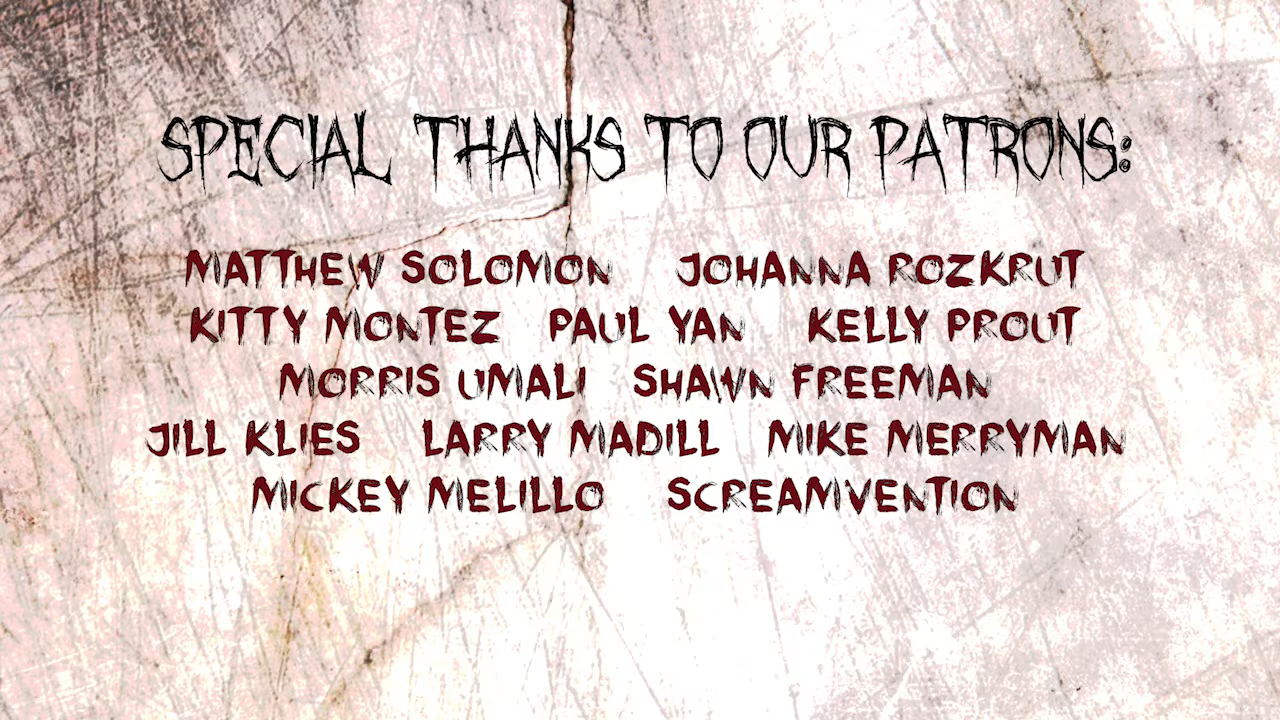 SPECIAL THANKS TO OUR PATRONS:
MATTHEW SOLOMON JOHANNA ROZKRUT
KITTY MONTEZ PAUL YAN KELLY PROUT
MORRIS UMALI SHAWN FREEMAN
JILL KLIES LARRY MADILL MIKE MERRYMAN
MICKEY MELILLO SCREAMVENTION